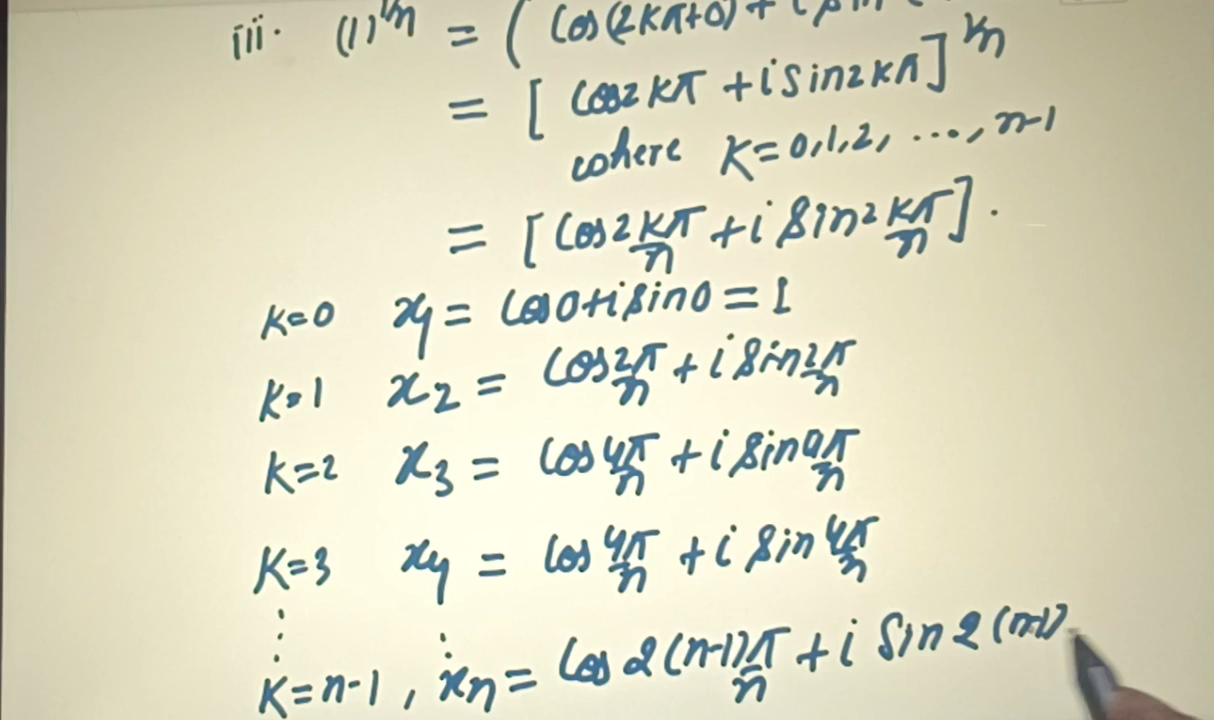 iii. (1)^1/n = ( Cos(2kπ+0) + i sin
= [ cos2kπ + i sin2kπ ]^1/n
where K=0,1,2, ..., n-1
= [ Cos 2kπ/n + i Sin 2kπ/n ].
K=0 x1 = Cos0+isin0 = 1
K=1 x2 = Cos 2π/n + i Sin 2π/n
K=2 x3 = Cos 4π/n + i Sin 4π/n
K=3 x4 = Cos 4π/n + i Sin 4π/n
⋮ ⋮
K=n-1, xn = Cos 2(n-1)π/n + i Sin 2(n-1)